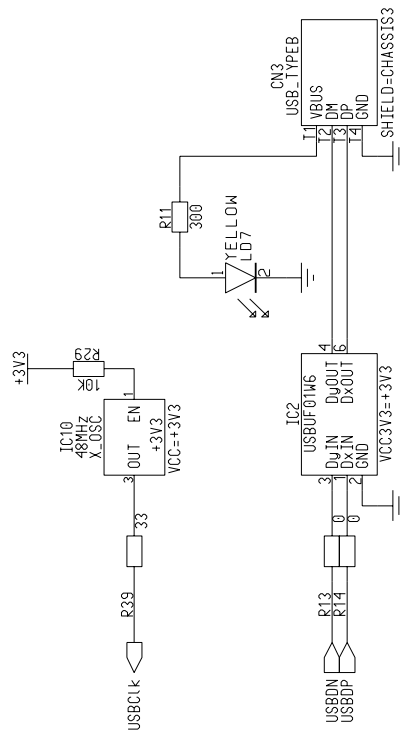 CN3
USB_TYPEB
VBUS
DM
DP
GND
T1
T2
T3
T4
SHIELD=CHASSIS3
R11
300
YELLOW
LD7
1
2
+3V3
R29
10K
IC10
48MHZ
X_OSC
1
EN
+3V3
OUT
3
VCC=+3V3
33
R39
USBClk
IC2
USBUF01W6
4
6
DyOUT
DxOUT
DyIN
DxIN
GND
3
1
2
VCC3V3=+3V3
0
0
R13
R14
USBDN
USBDP